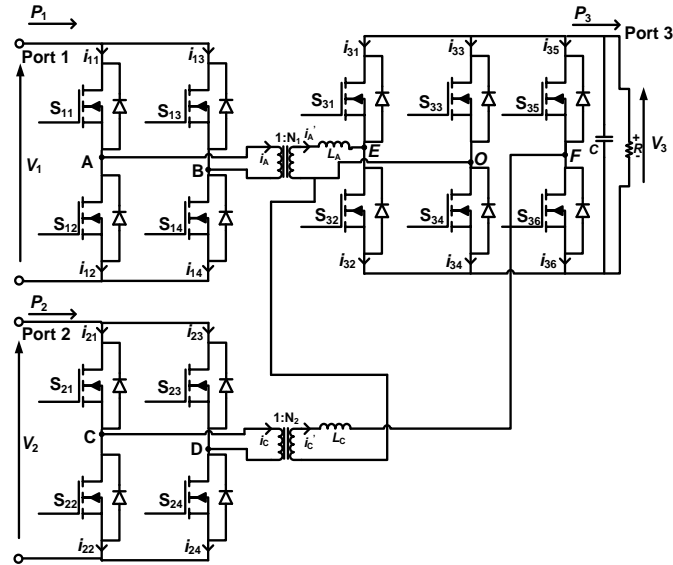 P1
P3
Port 1
i11
i13
i31
i33
i35
Port 3
S11
S13
S31
S33
S35
1:N1
iA'
A
iA
LA
E
O
F
C
+
R
-
V3
V1
B
S12
S14
S32
S34
S36
i12
i14
i32
i34
i36
P2
Port 2
i21
i23
S21
S23
V2
1:N2
C
iC
iC'
LC
D
S22
S24
i22
i24